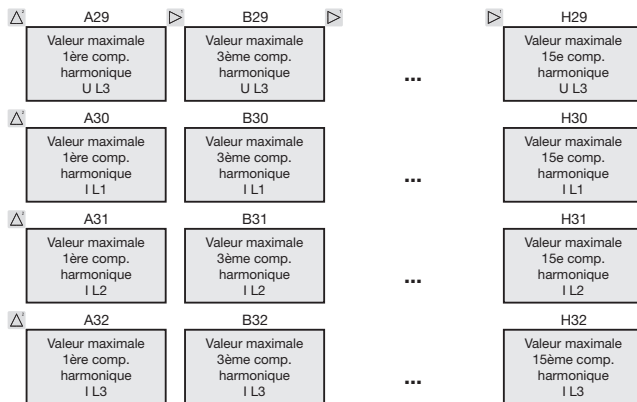 A29 B29 H29
Valeur maximale
1ère comp.
harmonique
U L3
Valeur maximale
3ème comp.
harmonique
U L3
...
Valeur maximale
15e comp.
harmonique
U L3
A30 B30 H30
Valeur maximale
1ère comp.
harmonique
I L1
Valeur maximale
3ème comp.
harmonique
I L1
...
Valeur maximale
15e comp.
harmonique
I L1
A31 B31 H31
Valeur maximale
1ère comp.
harmonique
I L2
Valeur maximale
3ème comp.
harmonique
I L2
...
Valeur maximale
15e comp.
harmonique
I L2
A32 B32 H32
Valeur maximale
1ère comp.
harmonique
I L3
Valeur maximale
3ème comp.
harmonique
I L3
...
Valeur maximale
15ème comp.
harmonique
I L3